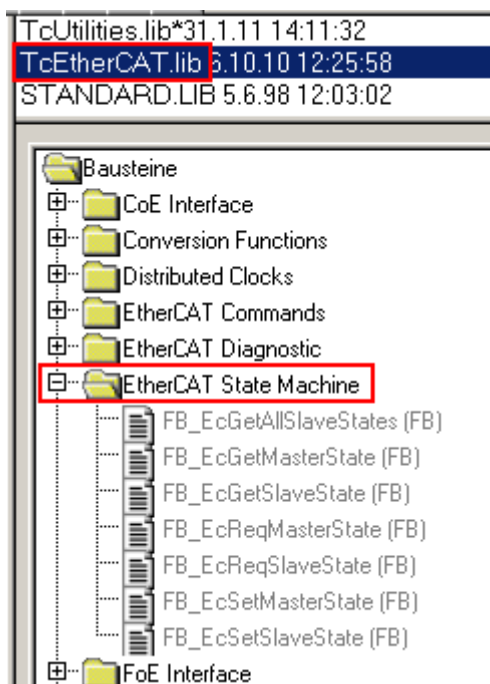 TcUtilities.lib*31.1.11 14:11:32
TcEtherCAT.lib 6.10.10 12:25:58
STANDARD.LIB 5.6.98 12:03:02
Bausteine
CoE Interface
Conversion Functions
Distributed Clocks
EtherCAT Commands
EtherCAT Diagnostic
EtherCAT State Machine
FB_EcGetAllSlaveStates (FB)
FB_EcGetMasterState (FB)
FB_EcGetSlaveState (FB)
FB_EcReqMasterState (FB)
FB_EcReqSlaveState (FB)
FB_EcSetMasterState (FB)
FB_EcSetSlaveState (FB)
FoE Interface